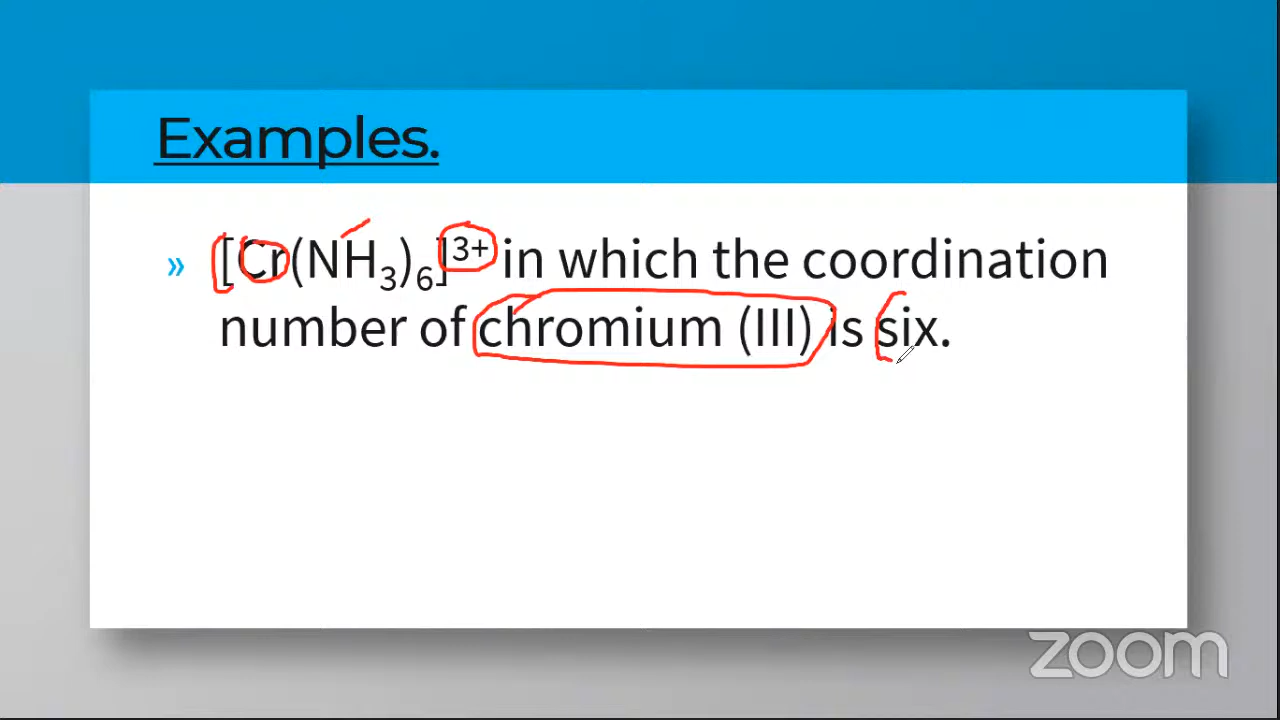 Examples.
» [Cr(NH₃)₆]³⁺ in which the coordination
number of chromium (III) is six.
zoom